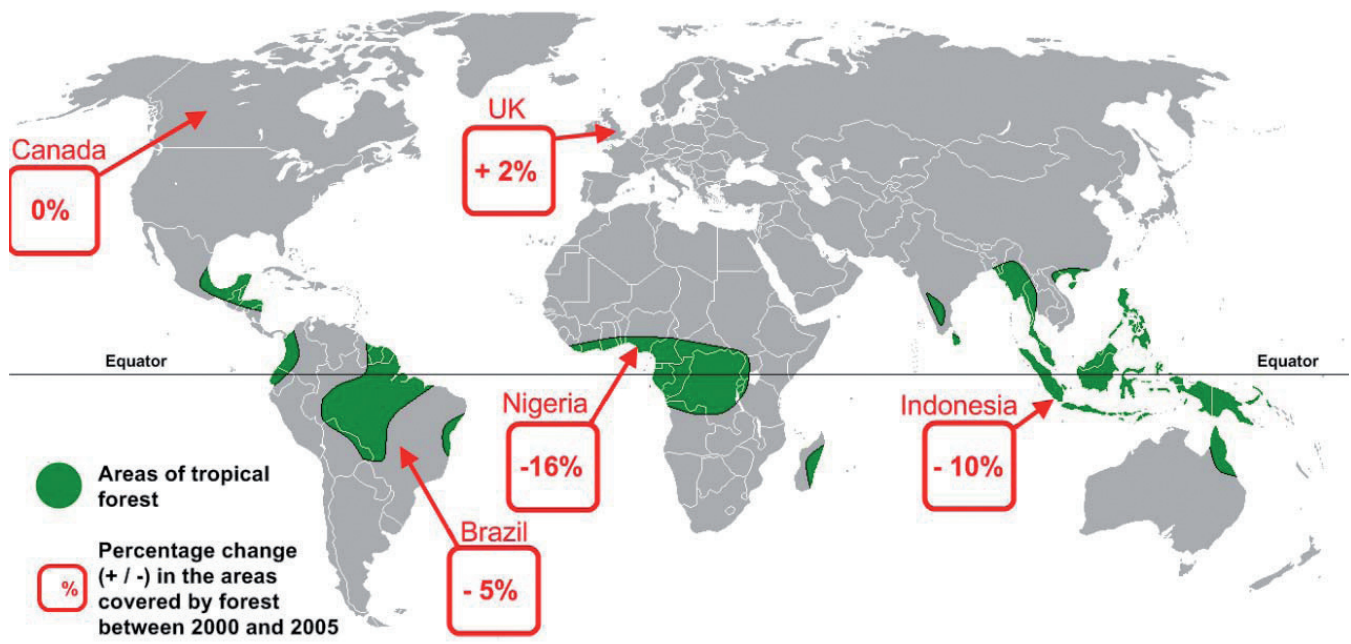 UK
+ 2%
Canada
0%
Equator
Equator
Nigeria
-16%
Indonesia
- 10%
Brazil
- 5%
Areas of tropical
forest
%
Percentage change
(+ / -) in the areas
covered by forest
between 2000 and 2005